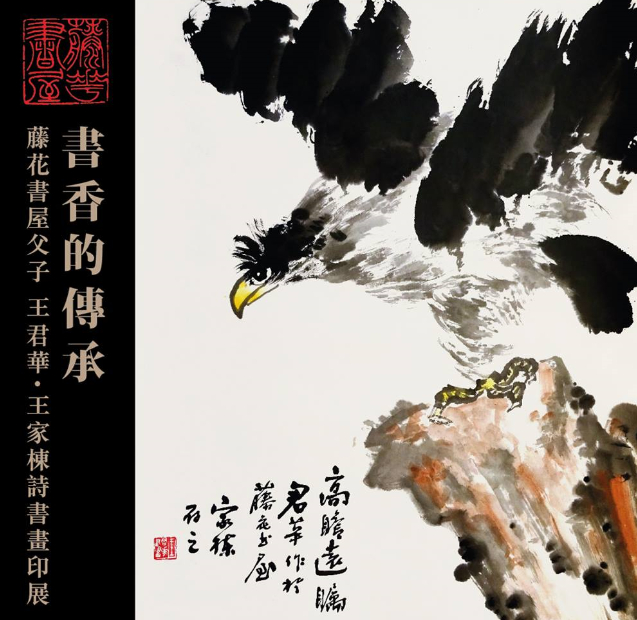 藤花書屋
書香的傳承
藤花書屋父子 王君華・王家棟詩書畫印展
高瞻遠矚
君華作於
藤花書屋
家棟
存之